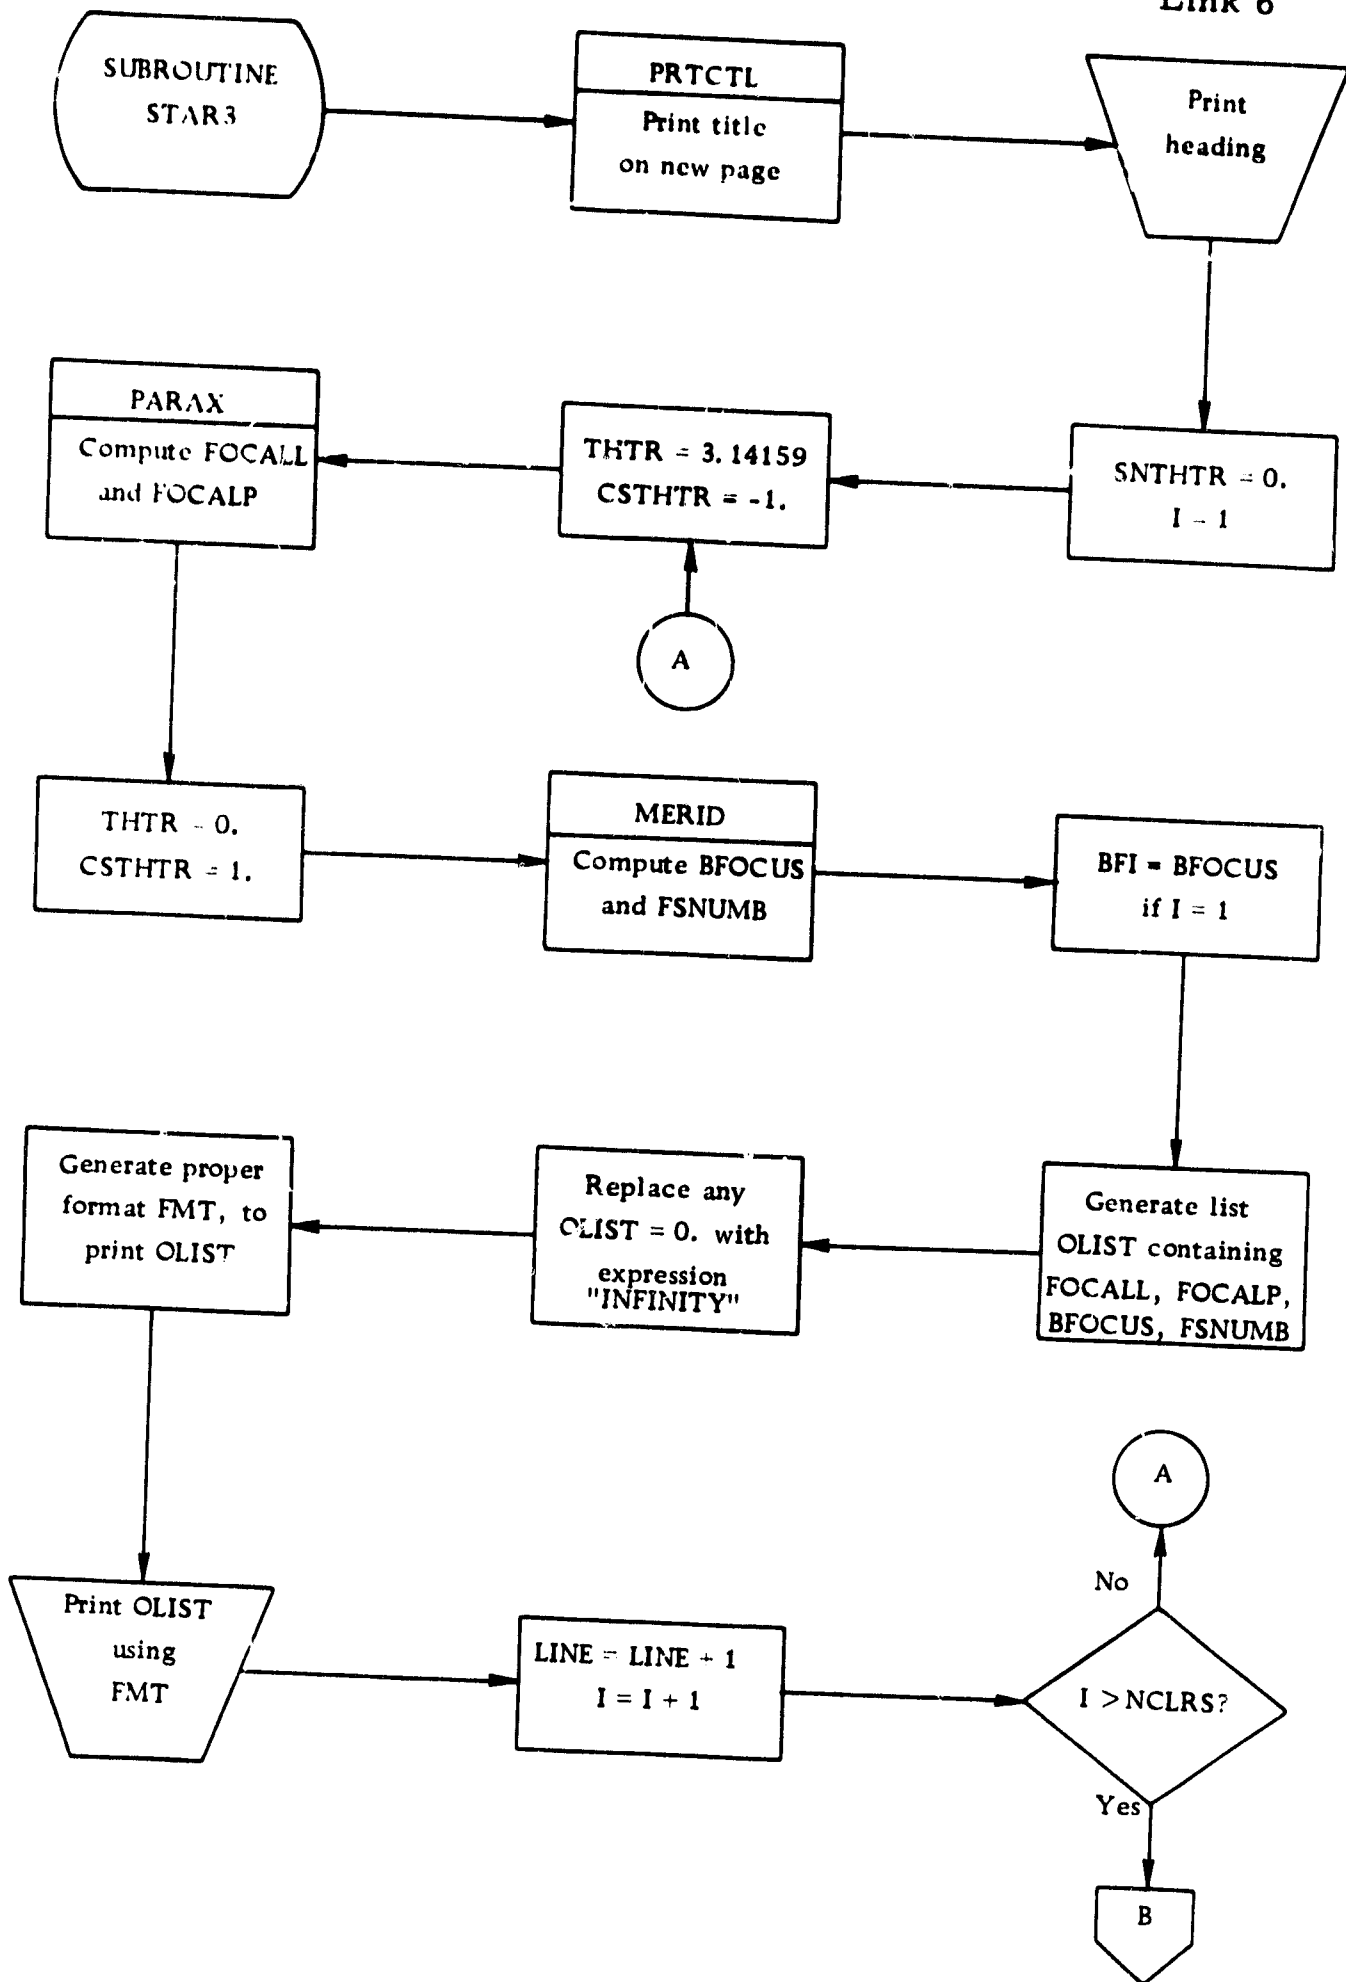 Link 6
SUBROUTINE
STAR3
PRTCTL
Print title
on new page
Print
heading
SNTHTR = 0.
I - 1
THTR = 3.14159
CSTHTR = -1.
PARAX
Compute FOCALL
and FOCALP
A
THTR - 0.
CSTHTR = 1.
MERID
Compute BFOCUS
and FSNUMB
BFI = BFOCUS
if I = 1
Generate list
OLIST containing
FOCALL, FOCALP,
BFOCUS, FSNUMB
Replace any
OLIST = 0. with
expression
"INFINITY"
Generate proper
format FMT, to
print OLIST
Print OLIST
using
FMT
LINE = LINE + 1
I = I + 1
I > NCLRS?
No
A
Yes
B